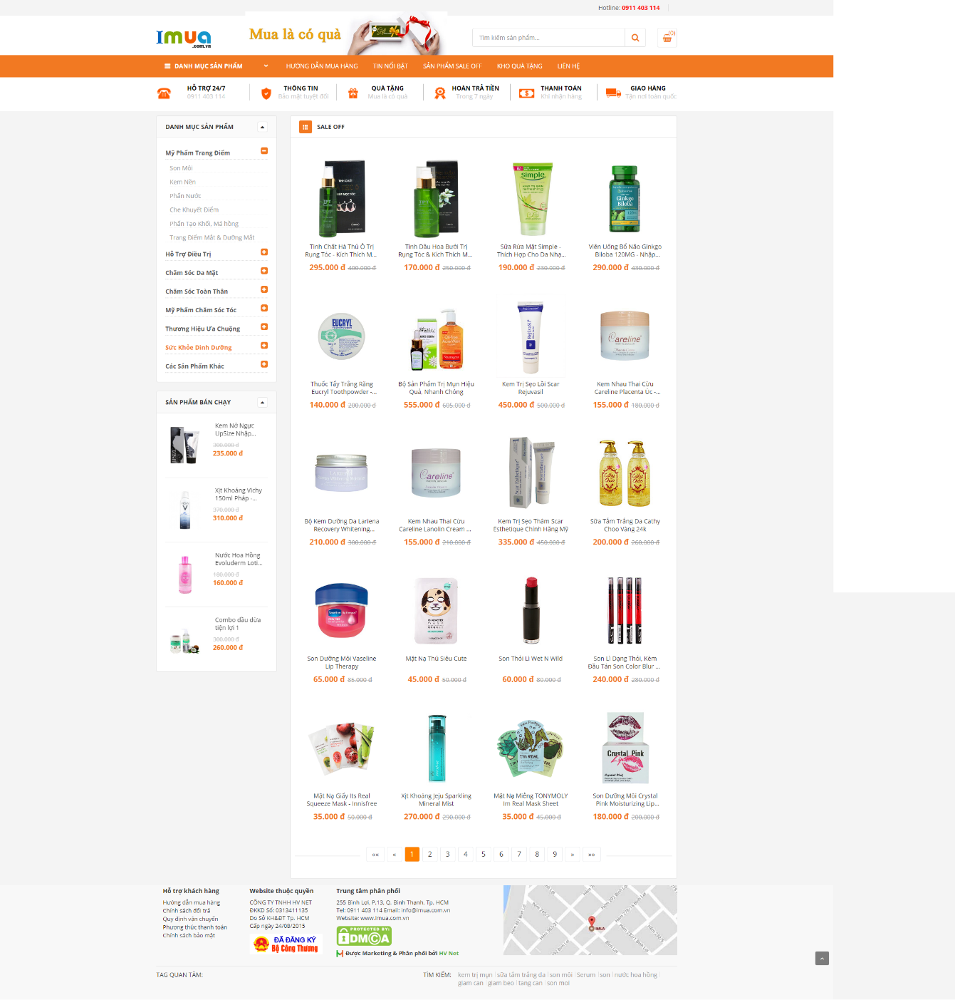 Hotline: 0911 403 114
imua
.com.vn
Mua là có quà
Tìm kiếm sản phẩm...
(0)
DANH MỤC SẢN PHẨM
HƯỚNG DẪN MUA HÀNG
TIN NỔI BẬT
SẢN PHẨM SALE OFF
KHO QUÀ TẶNG
LIÊN HỆ
HỖ TRỢ 24/7
0911 403 114
THÔNG TIN
Bảo mật tuyệt đối
QUÀ TẶNG
Mua là có quà
HOÀN TRẢ TIỀN
Trong 7 ngày
THANH TOÁN
Khi nhận hàng
GIAO HÀNG
Tận nơi toàn quốc
DANH MỤC SẢN PHẨM
Mỹ Phẩm Trang Điểm
Son Môi
Kem Nền
Phấn Nước
Che Khuyết Điểm
Phấn Tạo Khối, Má hồng
Trang Điểm Mắt & Dưỡng Mắt
Hỗ Trợ Điều Trị
Chăm Sóc Da Mặt
Chăm Sóc Toàn Thân
Mỹ Phẩm Chăm Sóc Tóc
Thương Hiệu Ưa Chuộng
Sức Khỏe Dinh Dưỡng
Các Sản Phẩm Khác
SẢN PHẨM BÁN CHẠY
Kem Nở Ngực
UpSize Nhập...
300.000 đ
235.000 đ
Xịt Khoáng Vichy
150ml Pháp -...
370.000 đ
310.000 đ
Nước Hoa Hồng
Evoluderm Loti...
180.000 đ
160.000 đ
Combo dầu dừa
tiện lợi 1
300.000 đ
260.000 đ
SALE OFF
Tinh Chất Hà Thủ Ô Trị
Rụng Tóc - Kích Thích M...
295.000 đ 400.000 đ
Tinh Dầu Hoa Bưởi Trị
Rụng Tóc & Kích Thích M...
170.000 đ 250.000 đ
simple
Sữa Rửa Mặt Simple -
Thích Hợp Cho Da Nhạ...
190.000 đ 230.000 đ
Ginkgo
Biloba
Viên Uống Bổ Não Ginkgo
Biloba 120MG - Nhập...
290.000 đ 430.000 đ
EUCRYL
Thuốc Tẩy Trắng Răng
Eucryl Toothpowder -...
140.000 đ 200.000 đ
Bộ Sản Phẩm Trị Mụn Hiệu
Quả. Nhanh Chóng
555.000 đ 605.000 đ
Rejuvasil
Kem Trị Sẹo Lồi Scar
Rejuvasil
450.000 đ 500.000 đ
Careline
Kem Nhau Thai Cừu
Careline Placenta Úc -...
155.000 đ 180.000 đ
Bộ Kem Dưỡng Da Lariena
Recovery Whitening...
210.000 đ 300.000 đ
Careline
Kem Nhau Thai Cừu
Careline Lanolin Cream ...
155.000 đ 210.000 đ
Scar Esthetique
Kem Trị Sẹo Thâm Scar
Esthetique Chính Hãng Mỹ
335.000 đ 450.000 đ
Cathy
Choo
Sữa Tắm Trắng Da Cathy
Choo Vàng 24k
200.000 đ 260.000 đ
Vaseline
Son Dưỡng Môi Vaseline
Lip Therapy
65.000 đ 85.000 đ
Mặt Nạ Thú Siêu Cute
45.000 đ 50.000 đ
Son Thỏi Lì Wet N Wild
60.000 đ 80.000 đ
Son Lì Dạng Thỏi, Kèm
Đầu Tán Son Color Blur ...
240.000 đ 280.000 đ
Mặt Nạ Giấy Its Real
Squeeze Mask - Innisfree
35.000 đ 50.000 đ
Xịt Khoáng Jeju Sparkling
Mineral Mist
270.000 đ 290.000 đ
I'm REAL
Mặt Nạ Miếng TONYMOLY
Im Real Mask Sheet
35.000 đ 45.000 đ
Crystal Pink
Lip
Crystal Pink
Son Dưỡng Môi Crystal
Pink Moisturizing Lip...
180.000 đ 200.000 đ
«« « 1 2 3 4 5 6 7 8 9 » »»
Hỗ trợ khách hàng
Hướng dẫn mua hàng
Chính sách đổi trả
Quy định vận chuyển
Phương thức thanh toán
Chính sách bảo mật
Website thuộc quyền
CÔNG TY TNHH HV NET
ĐKKD Số: 0313411135
Do Sở KH&ĐT Tp. HCM
Cấp ngày 24/08/2015
ĐÃ ĐĂNG KÝ
Bộ Công Thương
Trung tâm phân phối
255 Bình Lợi, P.13, Q. Bình Thạnh, Tp. HCM
Tel: 0911 403 114 Email: info@imua.com.vn
Website: www.imua.com.vn
PROTECTED BY:
DMCA
Được Marketing & Phân phối bởi HV Net
IMUA
TAG QUAN TÂM:
TÌM KIẾM: kem trị mụn sữa tắm trắng da son môi Serum son nước hoa hồng
giam can giam beo tang can son moi